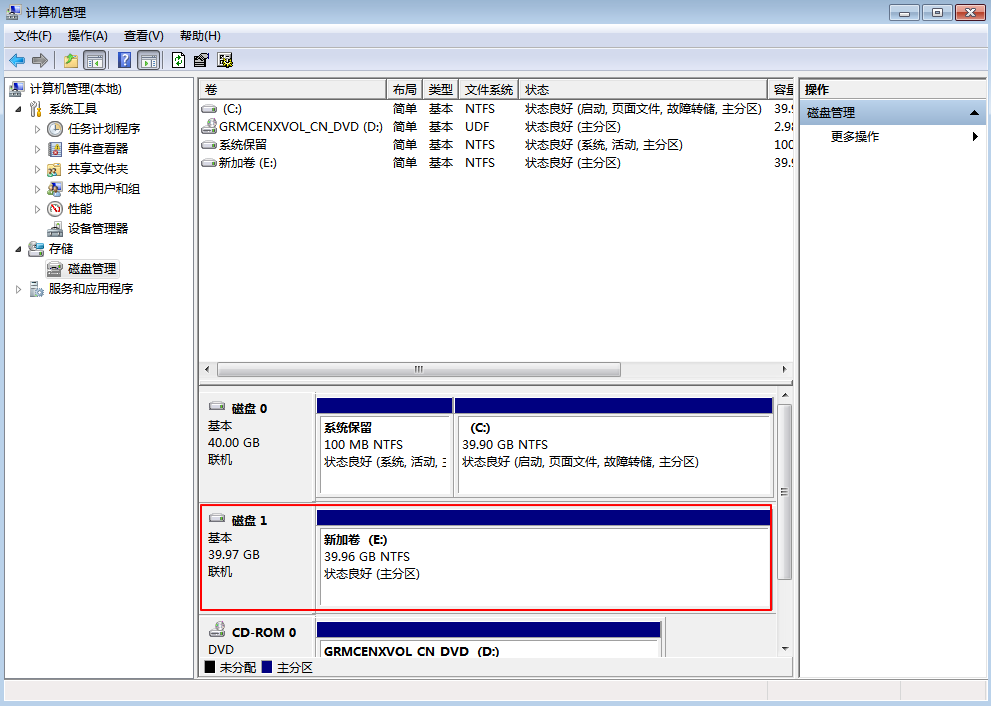 计算机管理
文件(F) 操作(A) 查看(V) 帮助(H)
计算机管理(本地)
系统工具
任务计划程序
事件查看器
共享文件夹
本地用户和组
性能
设备管理器
存储
磁盘管理
服务和应用程序
卷 布局 类型 文件系统 状态 容量
(C:) 简单 基本 NTFS 状态良好 (启动, 页面文件, 故障转储, 主分区) 39.9
GRMCENXVOL_CN_DVD (D:) 简单 基本 UDF 状态良好 (主分区) 2.98
系统保留 简单 基本 NTFS 状态良好 (系统, 活动, 主分区) 100
新加卷 (E:) 简单 基本 NTFS 状态良好 (主分区) 39.9
操作
磁盘管理
更多操作
磁盘 0
基本
40.00 GB
联机
系统保留
100 MB NTFS
状态良好 (系统, 活动,
(C:)
39.90 GB NTFS
状态良好 (启动, 页面文件, 故障转储, 主分区)
磁盘 1
基本
39.97 GB
联机
新加卷 (E:)
39.96 GB NTFS
状态良好 (主分区)
CD-ROM 0
DVD
GRMCENXVOL_CN_DVD (D:)
未分配 主分区